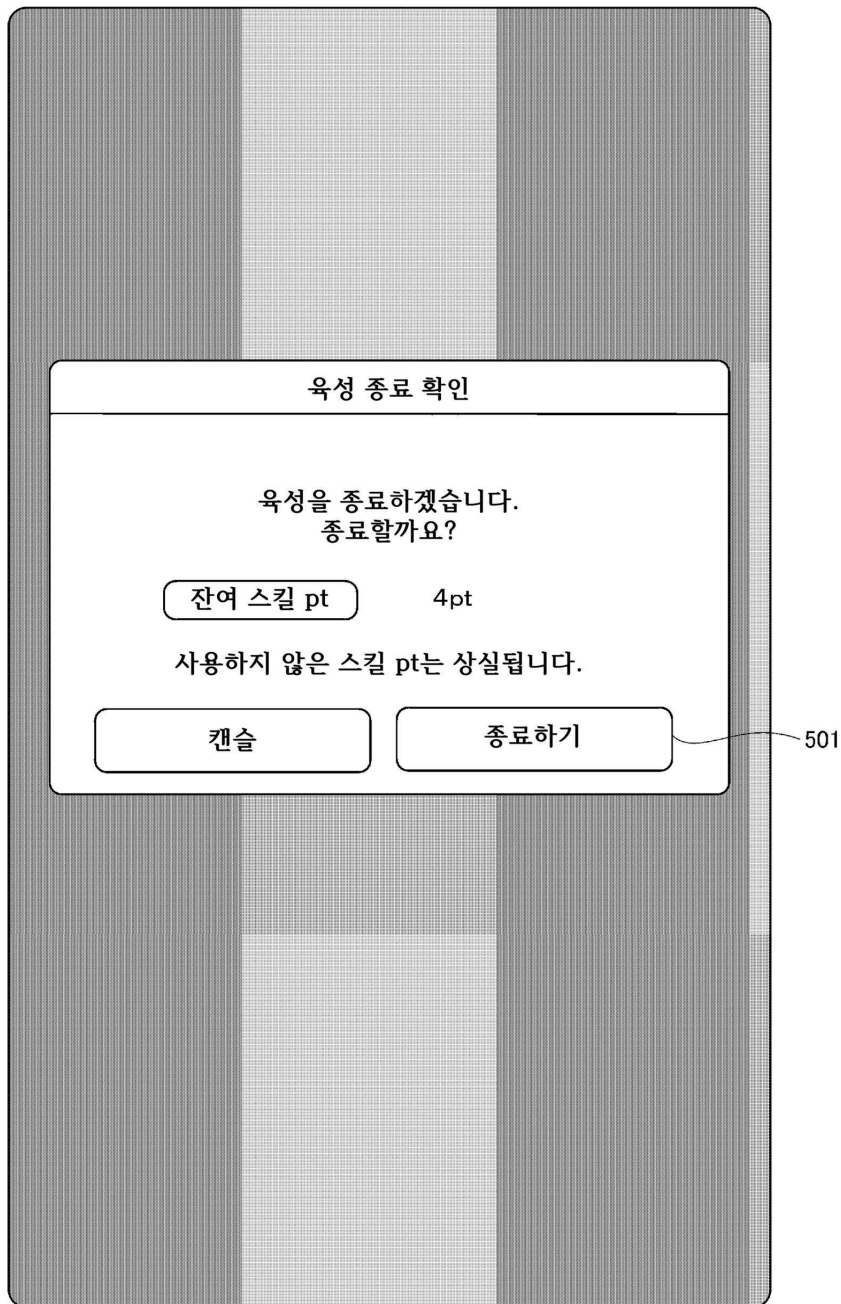 육성 종료 확인
육성을 종료하겠습니다.
종료할까요?
잔여 스킬 pt 4pt
사용하지 않은 스킬 pt는 상실됩니다.
캔슬 종료하기
501